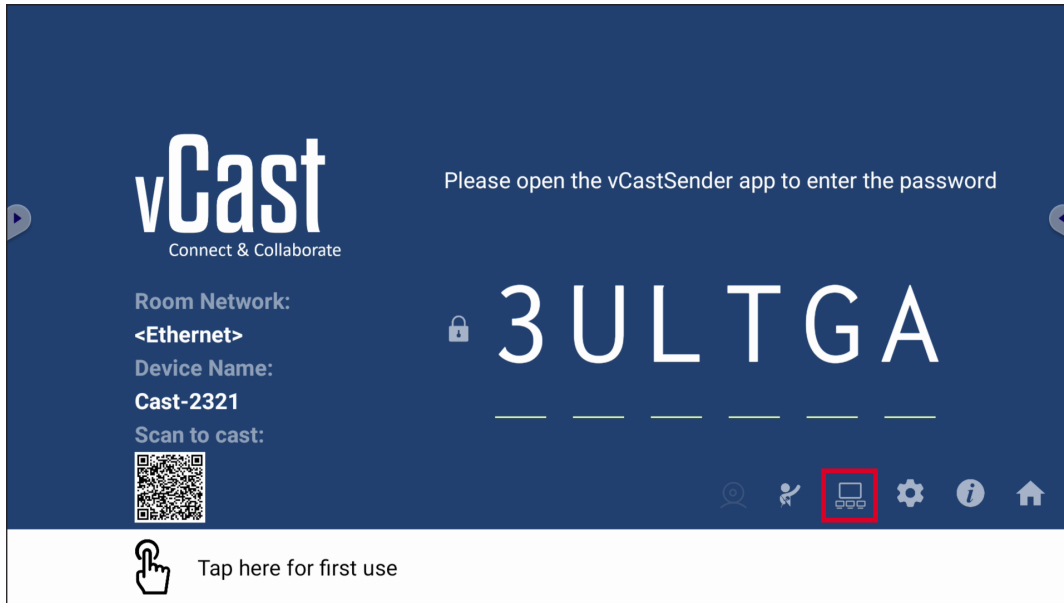 vCast
Connect & Collaborate
Please open the vCastSender app to enter the password
Room Network:
<Ethernet>
Device Name:
Cast-2321
Scan to cast:
3ULTGA
i
Tap here for first use